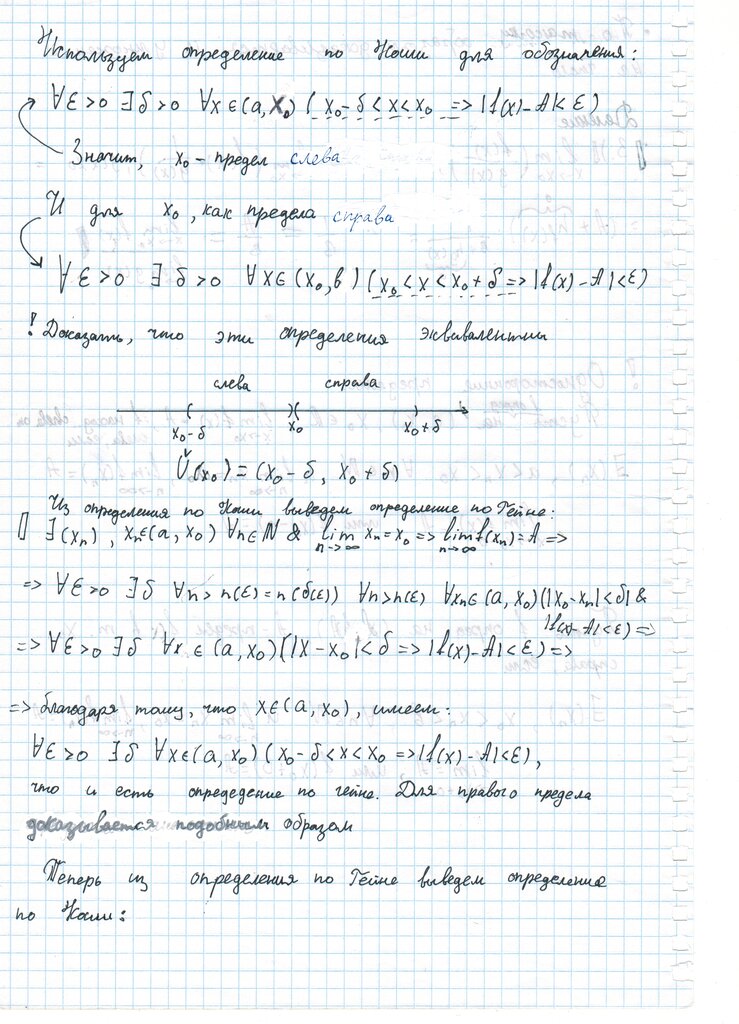 Используем определение по Коши для обозначения:
∀ε>0 ∃δ>0 ∀x∈(a,x₀) (x₀-δ<x<x₀ => |f(x)-A|<ε)
Значит, x₀ - предел слева
И для x₀, как предела справа
∀ε>0 ∃δ>0 ∀x∈(x₀,в) (x₀<x<x₀+δ => |f(x)-A|<ε)
! Доказать, что эти определения эквивалентны
слева справа
x₀-δ x₀ x₀+δ
Ǔ(x₀) = (x₀-δ, x₀+δ)
Из определения по Коши выведем определение по Гейне:
∃(xₙ), xₙ∈(a, x₀) ∀n∈N & lim xₙ=x₀ => lim f(xₙ)=A =>
n→∞ n→∞
=> ∀ε>0 ∃δ ∀n>n(ε)=n(δ(ε)) ∀n>n(ε) ∀xₙ∈(a,x₀)(|x₀-xₙ|<δ| &
|f(x)-A|<ε) =>
=> ∀ε>0 ∃δ ∀x, ∈(a,x₀)(|x-x₀|<δ => |f(x)-A|<ε) =>
=> благодаря тому, что x∈(a,x₀), имеем:
∀ε>0 ∃δ ∀x∈(a,x₀) (x₀-δ<x<x₀ => |f(x)-A|<ε),
что и есть опредедение по гейне. Для правого предела
доказывается подобным образом
Теперь из определения по Гейне выведем определение
по Коши: